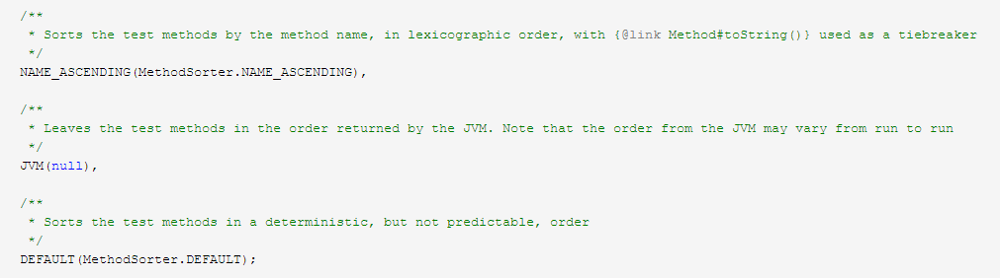 /**
 * Sorts the test methods by the method name, in lexicographic order, with {@link Method#toString()} used as a tiebreaker
 */
NAME_ASCENDING(MethodSorter.NAME_ASCENDING),
/**
 * Leaves the test methods in the order returned by the JVM. Note that the order from the JVM may vary from run to run
 */
JVM(null),
/**
 * Sorts the test methods in a deterministic, but not predictable, order
 */
DEFAULT(MethodSorter.DEFAULT);